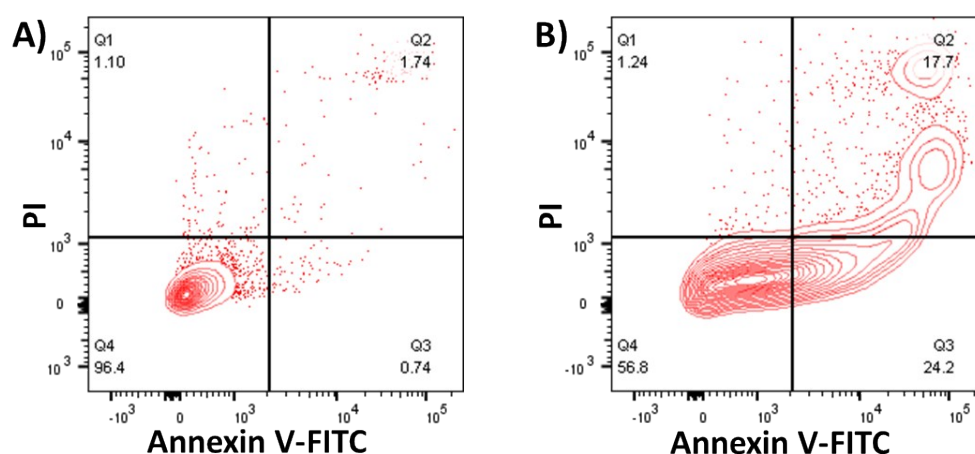 A)
Q1
1.10
Q2
1.74
Q4
96.4
Q3
0.74
10^5
10^4
10^3
0
10^3
PI
-10^3 0 10^3 10^4 10^5
Annexin V-FITC
B)
Q1
1.24
Q2
17.7
Q4
56.8
Q3
24.2
10^5
10^4
10^3
0
-10^3
PI
-10^3 0 10^3 10^4 10^5
Annexin V-FITC